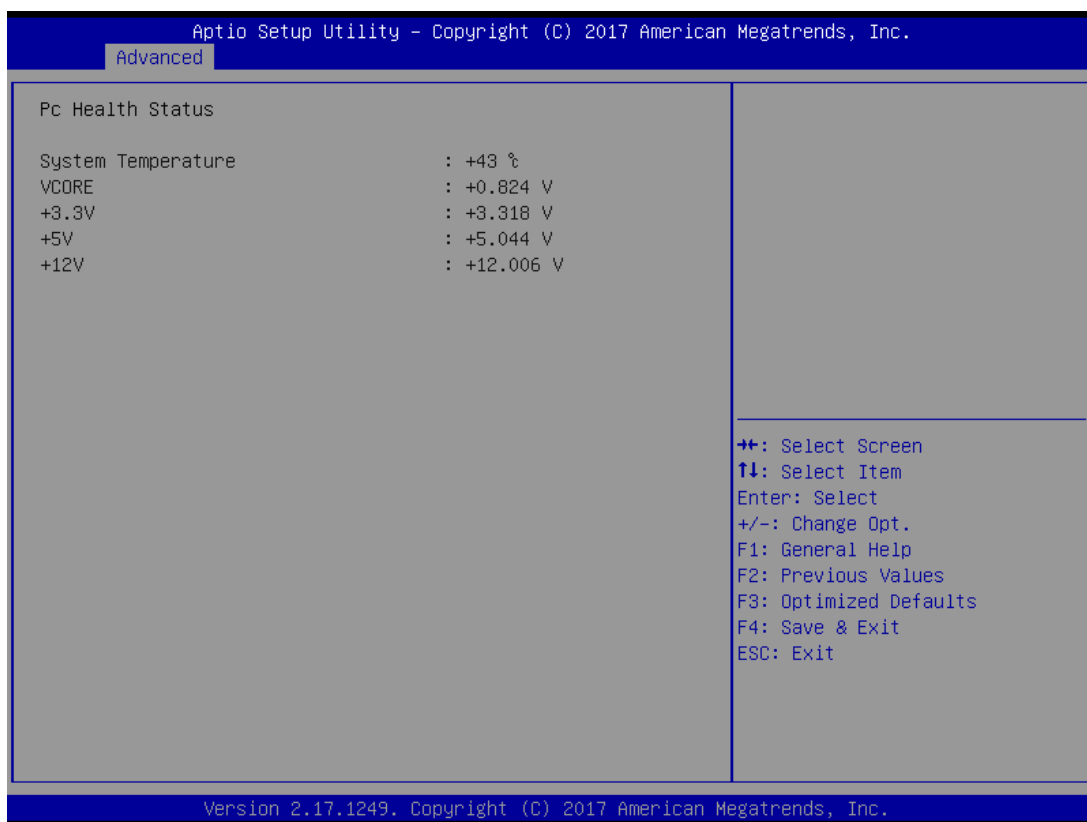 Aptio Setup Utility – Copyright (C) 2017 American Megatrends, Inc.
Advanced
Pc Health Status
System Temperature : +43 ℃
VCORE : +0.824 V
+3.3V : +3.318 V
+5V : +5.044 V
+12V : +12.006 V
→←: Select Screen
↑↓: Select Item
Enter: Select
+/-: Change Opt.
F1: General Help
F2: Previous Values
F3: Optimized Defaults
F4: Save & Exit
ESC: Exit
Version 2.17.1249. Copyright (C) 2017 American Megatrends, Inc.